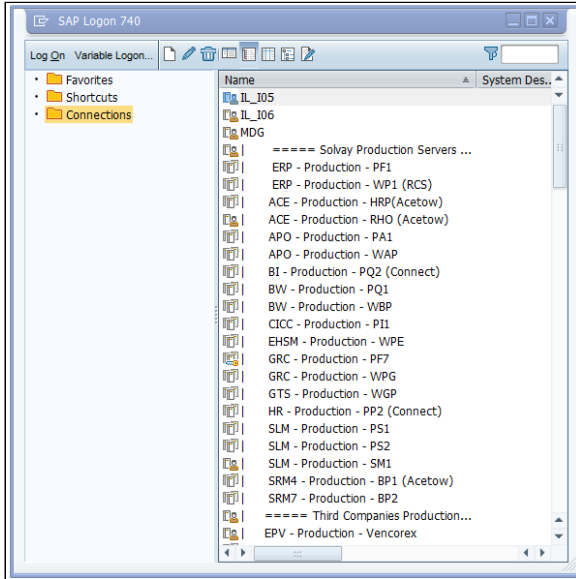 SAP Logon 740
Log On Variable Logon...
Favorites
Shortcuts
Connections
Name System Des..
IL_I05
IL_I06
MDG
| ===== Solvay Production Servers ...
| ERP - Production - PF1
| ERP - Production - WP1 (RCS)
| ACE - Production - HRP(Acetow)
| ACE - Production - RHO (Acetow)
| APO - Production - PA1
| APO - Production - WAP
| BI - Production - PQ2 (Connect)
| BW - Production - PQ1
| BW - Production - WBP
| CICC - Production - PI1
| EHSM - Production - WPE
| GRC - Production - PF7
| GRC - Production - WPG
| GTS - Production - WGP
| HR - Production - PP2 (Connect)
| SLM - Production - PS1
| SLM - Production - PS2
| SLM - Production - SM1
| SRM4 - Production - BP1 (Acetow)
| SRM7 - Production - BP2
| ===== Third Companies Production...
| EPV - Production - Vencorex